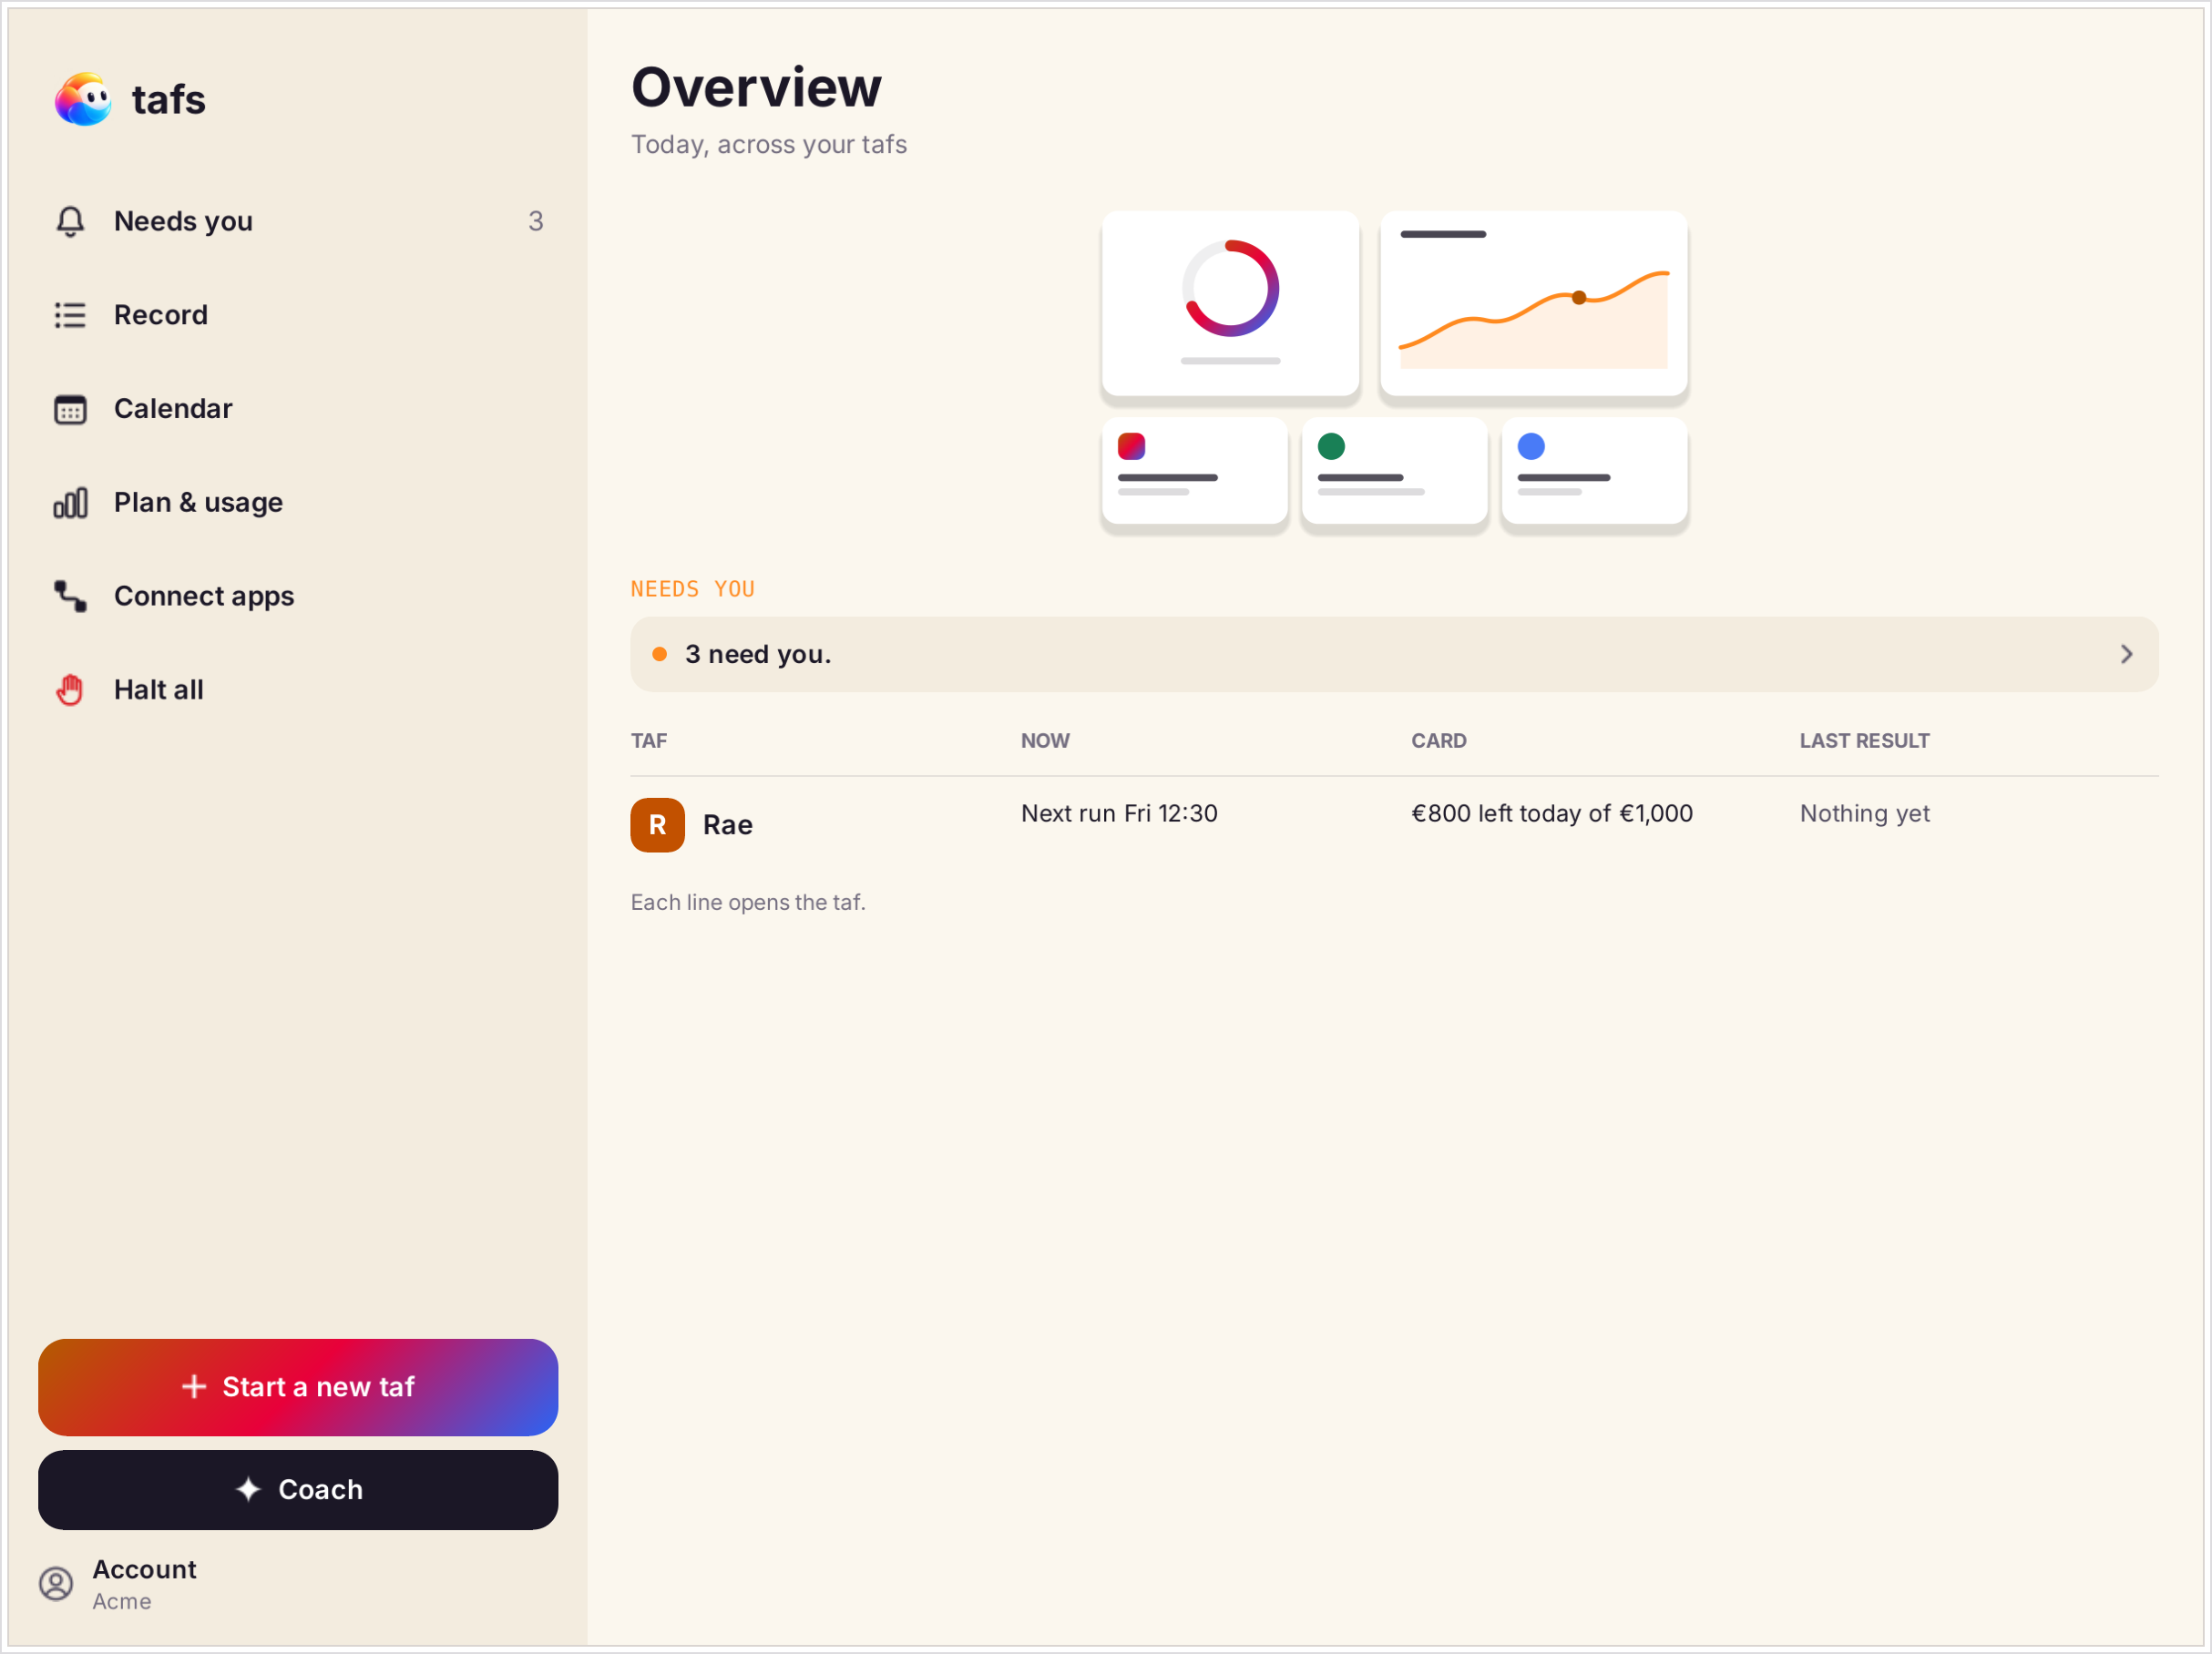 tafs
Needs you 3
Record
Calendar
Plan & usage
Connect apps
Halt all
+ Start a new taf
Coach
Account
Acme
Overview
Today, across your tafs
NEEDS YOU
3 need you.
TAF NOW CARD LAST RESULT
R Rae Next run Fri 12:30 €800 left today of €1,000 Nothing yet
Each line opens the taf.